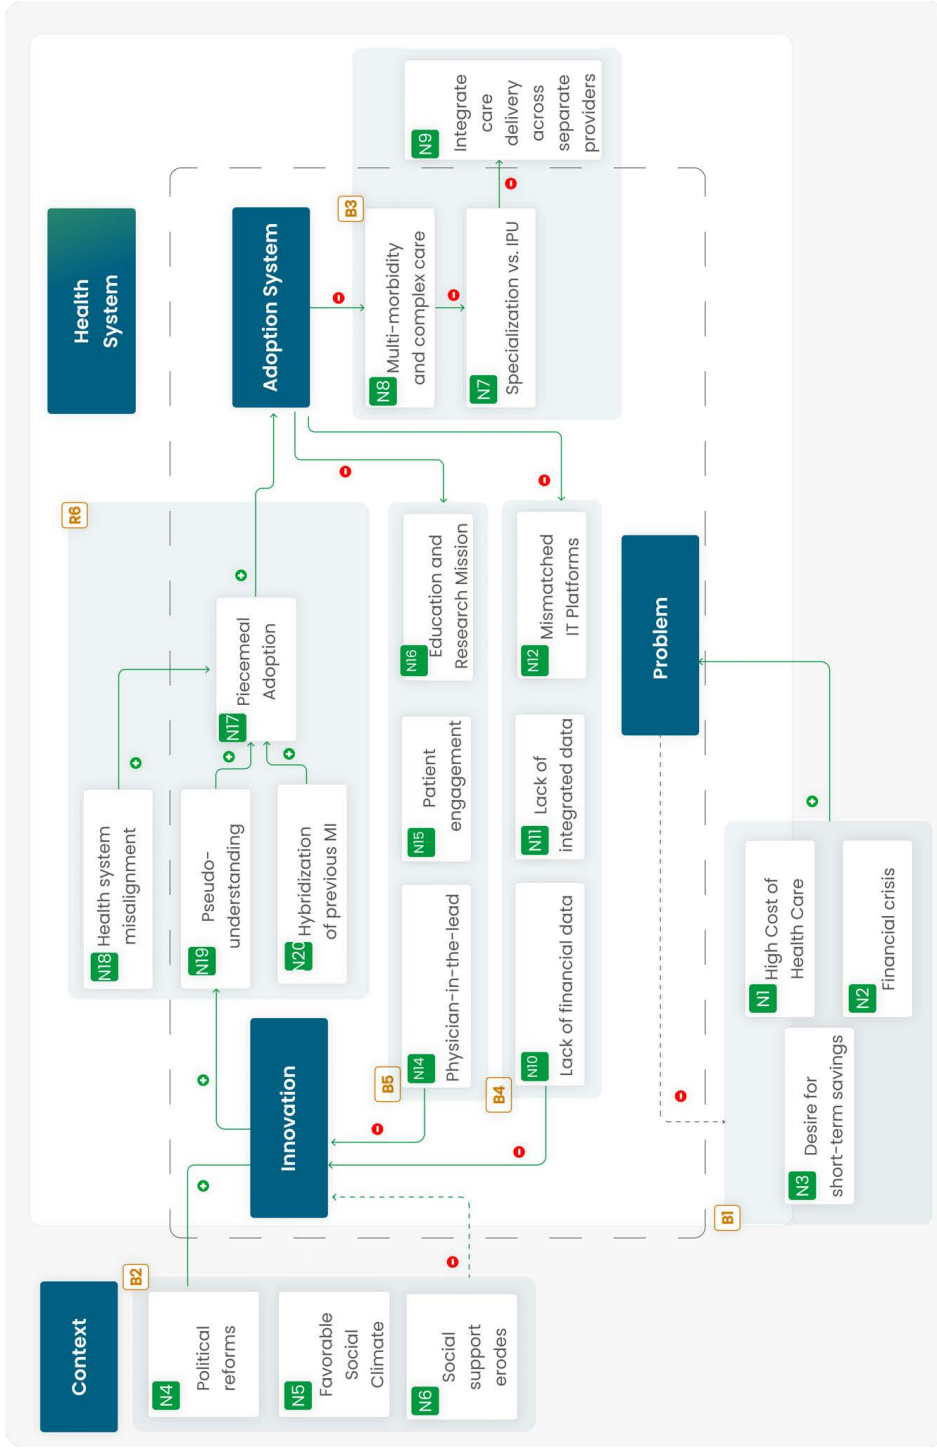 Context
B2
N4
Political
reforms
N5
Favorable
Social
Climate
N6
Social
support
erodes
Health
System
R6
N18
Health system
misalignment
N19
Pseudo-
understanding
N20
Hybridization
of previous MI
N17
Piecemeal
Adoption
Innovation
Adoption System
B3
N8
Multi-morbidity
and complex care
N7
Specialization vs. IPU
N9
Integrate
care
delivery
across
separate
providers
B5
N14
Physician-in-the-lead
N15
Patient
engagement
N16
Education and
Research Mission
B4
N10
Lack of financial data
N11
Lack of
integrated data
N12
Mismatched
IT Platforms
Problem
B1
N3
Desire for
short-term savings
N1
High Cost of
Health Care
N2
Financial crisis